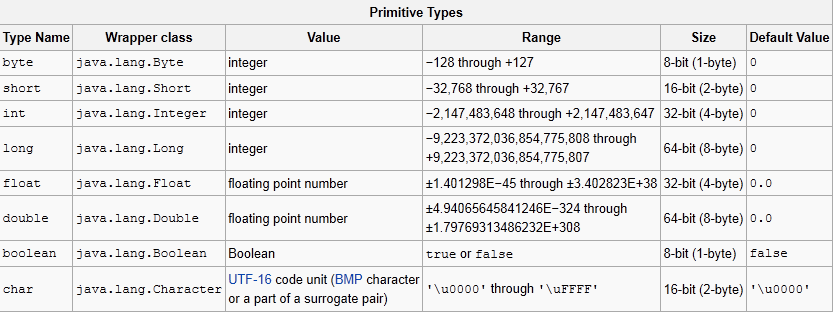 Primitive Types
Type Name Wrapper class Value Range Size Default Value
byte java.lang.Byte integer −128 through +127 8-bit (1-byte) 0
short java.lang.Short integer −32,768 through +32,767 16-bit (2-byte) 0
int java.lang.Integer integer −2,147,483,648 through +2,147,483,647 32-bit (4-byte) 0
long java.lang.Long integer −9,223,372,036,854,775,808 through
+9,223,372,036,854,775,807 64-bit (8-byte) 0
float java.lang.Float floating point number ±1.401298E−45 through ±3.402823E+38 32-bit (4-byte) 0.0
double java.lang.Double floating point number ±4.94065645841246E−324 through
±1.79769313486232E+308 64-bit (8-byte) 0.0
boolean java.lang.Boolean Boolean true or false 8-bit (1-byte) false
char java.lang.Character UTF-16 code unit (BMP character
or a part of a surrogate pair) '\u0000' through '\uFFFF' 16-bit (2-byte) '\u0000'